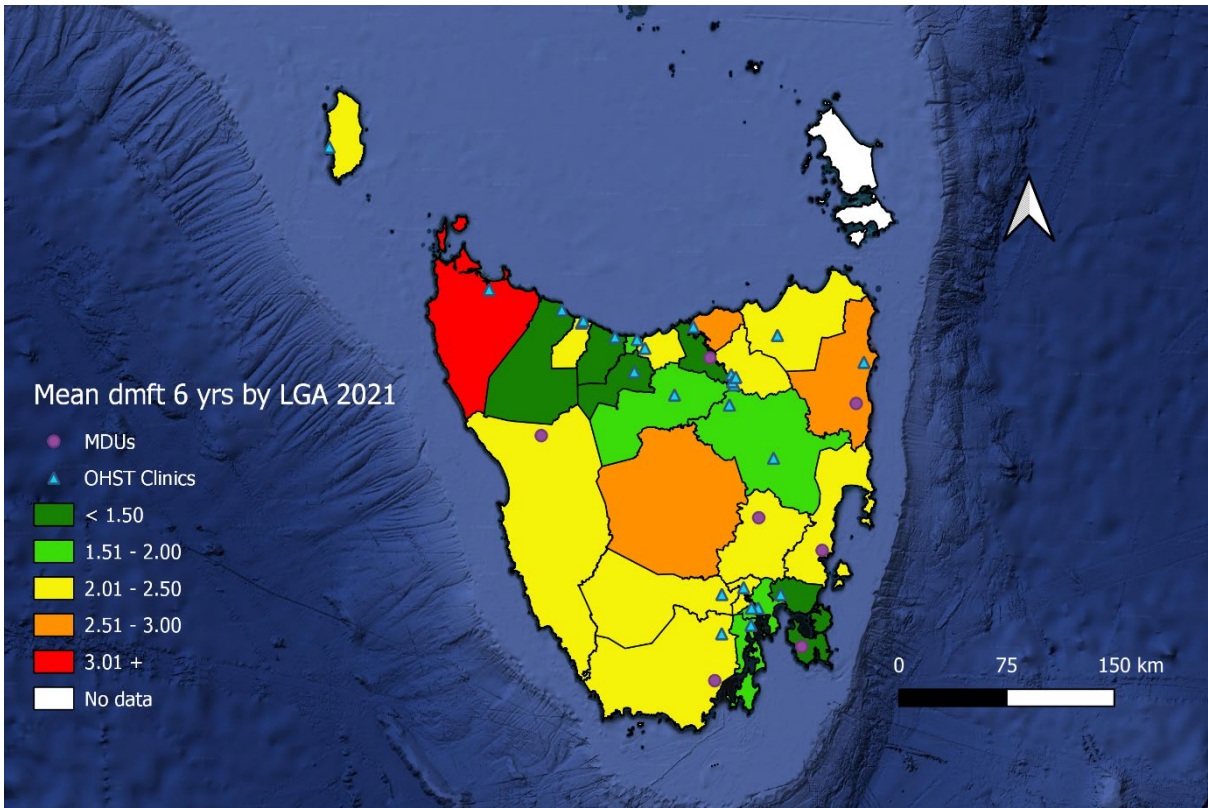 Mean dmft 6 yrs by LGA 2021
MDUs
OHST Clinics
< 1.50
1.51 - 2.00
2.01 - 2.50
2.51 - 3.00
3.01 +
No data
0 75 150 km